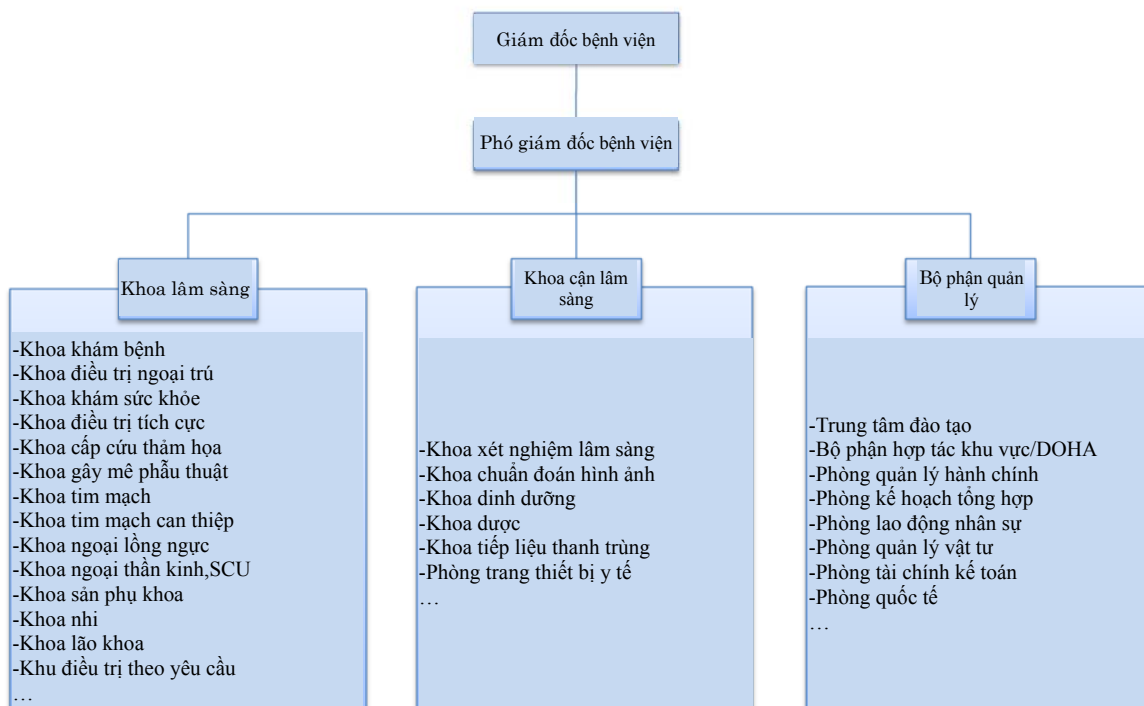 Giám đốc bệnh viện
Phó giám đốc bệnh viện
Khoa lâm sàng
-Khoa khám bệnh
-Khoa điều trị ngoại trú
-Khoa khám sức khỏe
-Khoa điều trị tích cực
-Khoa cấp cứu thảm họa
-Khoa gây mê phẫu thuật
-Khoa tim mạch
-Khoa tim mạch can thiệp
-Khoa ngoại lồng ngực
-Khoa ngoại thần kinh,SCU
-Khoa sản phụ khoa
-Khoa nhi
-Khoa lão khoa
-Khu điều trị theo yêu cầu
…
Khoa cận lâm
sàng
-Khoa xét nghiệm lâm sàng
-Khoa chuẩn đoán hình ảnh
-Khoa dinh dưỡng
-Khoa dược
-Khoa tiếp liệu thanh trùng
-Phòng trang thiết bị y tế
…
Bộ phận quản
lý
-Trung tâm đào tạo
-Bộ phận hợp tác khu vực/DOHA
-Phòng quản lý hành chính
-Phòng kế hoạch tổng hợp
-Phòng lao động nhân sự
-Phòng quản lý vật tư
-Phòng tài chính kế toán
-Phòng quốc tế
…